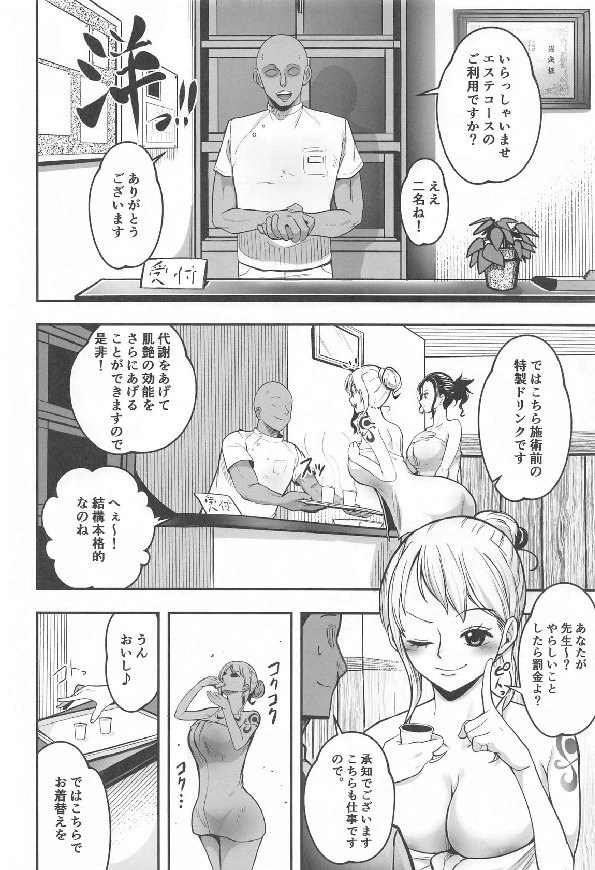 いらっしゃいませ
エステコースの
ご利用ですか？
ええ
二名ね！
洋っ!!
ありがとう
ございます
受付
ではこちら施術前の
特製ドリンクです
代謝をあげて
肌艶の効能を
さらにあげる
ことができますので
是非！
受付
へぇ～！
結構本格的
なのね
あなたが
先生～？
やらしいこと
したら罰金よ？
ピトッ
承知でございます
こちらも仕事です
ので。
コクコク
ゴクゴク
うん
おいし♪
ではこちらで
お着替えを